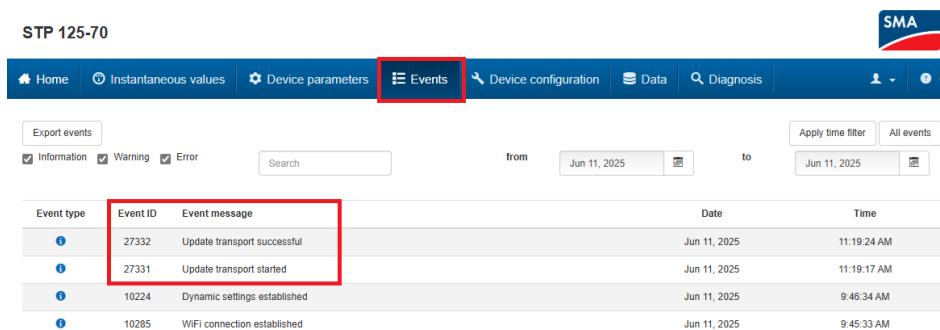 STP 125-70
SMA
Home Instantaneous values Device parameters Events Device configuration Data Diagnosis
Export events Apply time filter All events
Information Warning Error Search from Jun 11, 2025 to Jun 11, 2025
Event type Event ID Event message Date Time
27332 Update transport successful Jun 11, 2025 11:19:24 AM
27331 Update transport started Jun 11, 2025 11:19:17 AM
10224 Dynamic settings established Jun 11, 2025 9:46:34 AM
10285 WiFi connection established Jun 11, 2025 9:45:33 AM